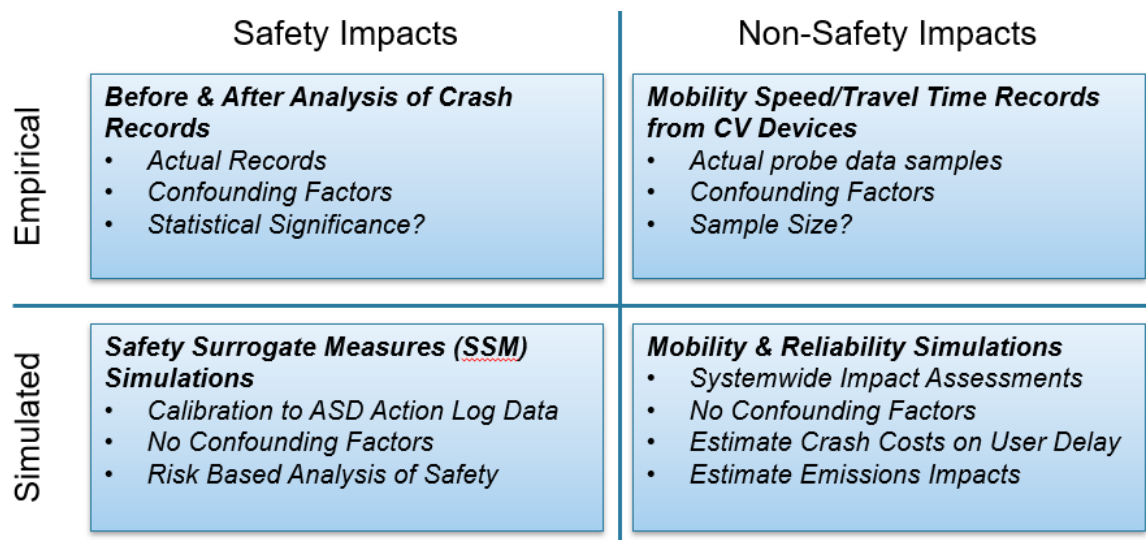 Safety Impacts
Non-Safety Impacts
Empirical
Before & After Analysis of Crash
Records
• Actual Records
• Confounding Factors
• Statistical Significance?
Mobility Speed/Travel Time Records
from CV Devices
• Actual probe data samples
• Confounding Factors
• Sample Size?
Simulated
Safety Surrogate Measures (SSM)
Simulations
• Calibration to ASD Action Log Data
• No Confounding Factors
• Risk Based Analysis of Safety
Mobility & Reliability Simulations
• Systemwide Impact Assessments
• No Confounding Factors
• Estimate Crash Costs on User Delay
• Estimate Emissions Impacts